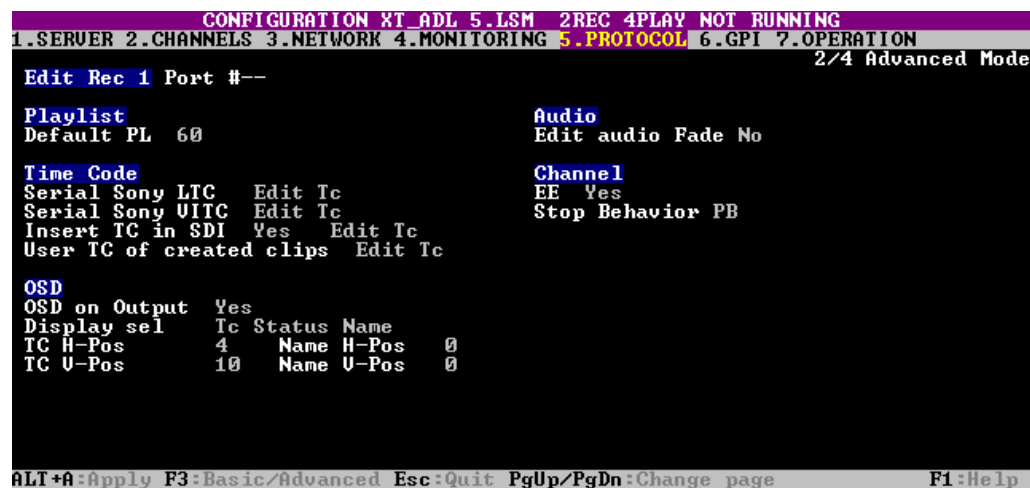 CONFIGURATION XT_ADL 5.LSM 2REC 4PLAY NOT RUNNING
1.SERVER 2.CHANNELS 3.NETWORK 4.MONITORING 5.PROTOCOL 6.GPI 7.OPERATION
2/4 Advanced Mode
Edit Rec 1 Port #--
Playlist
Default PL 60
Audio
Edit audio Fade No
Time Code
Serial Sony LTC Edit Tc
Serial Sony VITC Edit Tc
Insert TC in SDI Yes Edit Tc
User TC of created clips Edit Tc
Channel
EE Yes
Stop Behavior PB
OSD
OSD on Output Yes
Display sel Tc Status Name
TC H-Pos 4 Name H-Pos 0
TC V-Pos 10 Name V-Pos 0
ALT+A:Apply F3:Basic/Advanced Esc:Quit PgUp/PgDn:Change page F1:Help